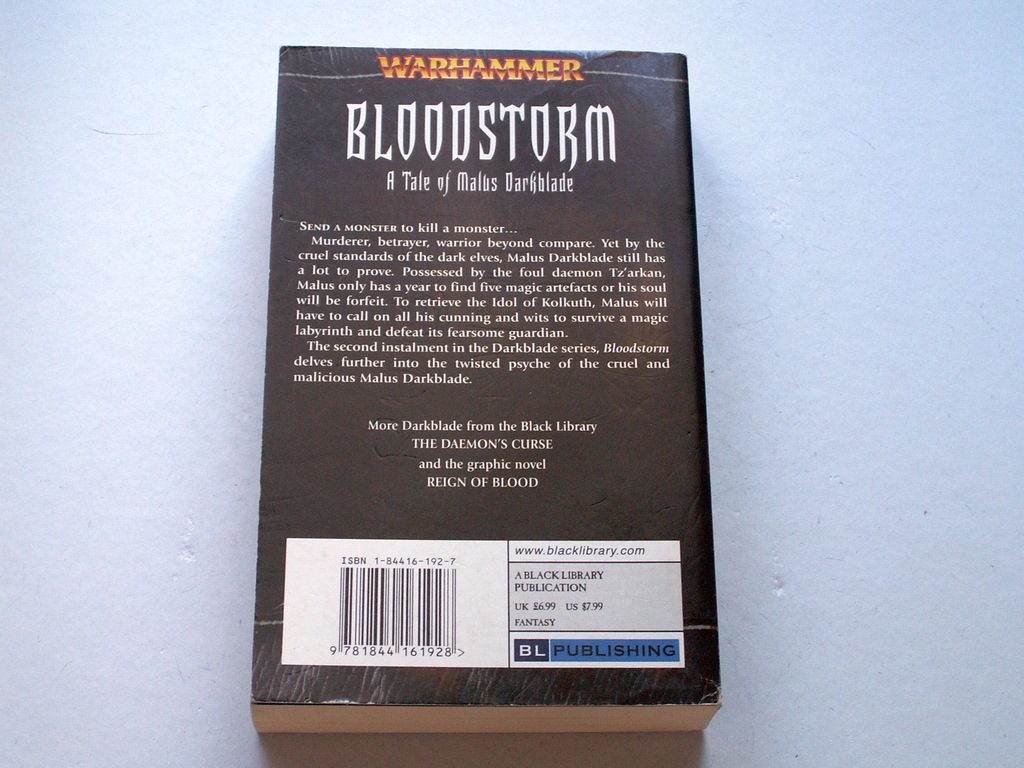 WARHAMMER
BLOODSTORM
A Tale of Malus Darkblade
SEND A MONSTER to kill a monster...
Murderer, betrayer, warrior beyond compare. Yet by the
cruel standards of the dark elves, Malus Darkblade still has
a lot to prove. Possessed by the foul daemon Tz'arkan,
Malus only has a year to find five magic artefacts or his soul
will be forfeit. To retrieve the Idol of Kolkuth, Malus will
have to call on all his cunning and wits to survive a magic
labyrinth and defeat its fearsome guardian.
The second instalment in the Darkblade series, Bloodstorm
delves further into the twisted psyche of the cruel and
malicious Malus Darkblade.
More Darkblade from the Black Library
THE DAEMON'S CURSE
and the graphic novel
REIGN OF BLOOD
ISBN 1-84416-192-7
9 781844 161928 >
www.blacklibrary.com
A BLACK LIBRARY
PUBLICATION
UK £6.99 US $7.99
FANTASY
BL PUBLISHING